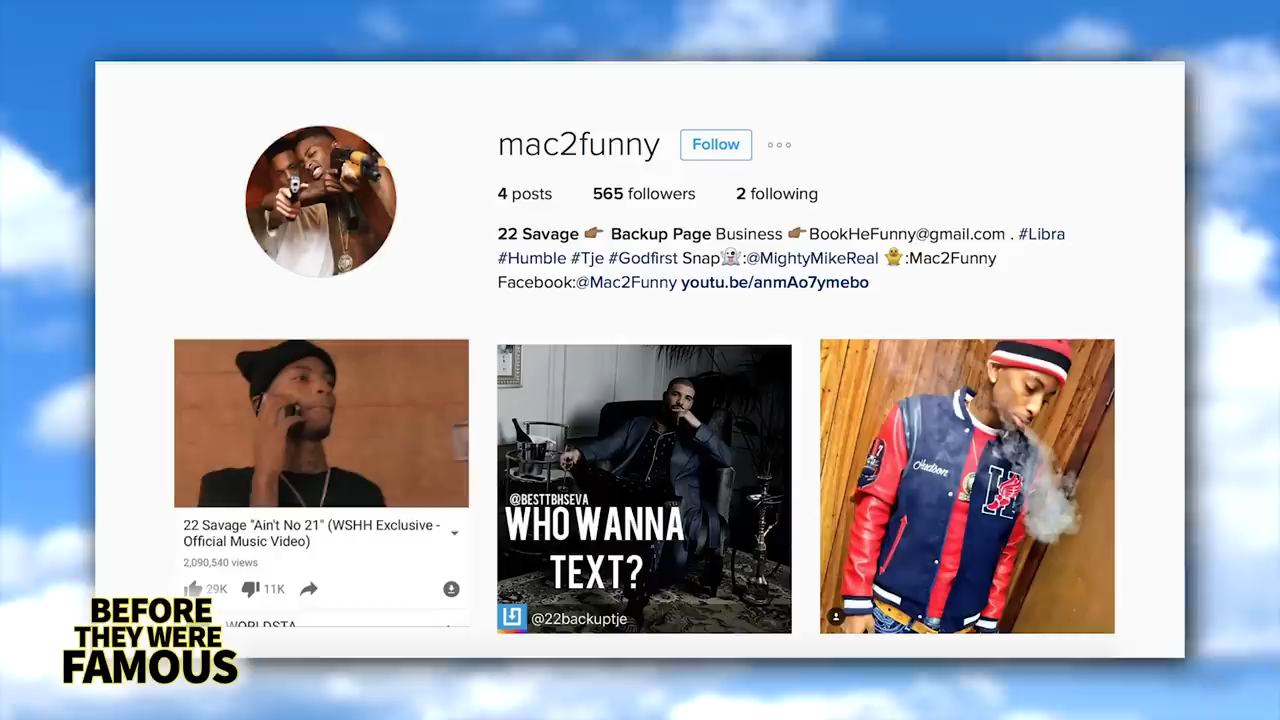 mac2funny Follow
4 posts 565 followers 2 following
22 Savage Backup Page Business BookHeFunny@gmail.com . #Libra
#Humble #Tje #Godfirst Snap:@MightyMikeReal :Mac2Funny
Facebook:@Mac2Funny youtu.be/anmAo7ymebo
22 Savage "Ain't No 21" (WSHH Exclusive -
Official Music Video)
2,090,540 views
29K 11K
WORLDSTA
@BESTTBHSEVA
WHO WANNA
TEXT?
@22backuptje
Hudson
H
BEFORE
THEY WERE
FAMOUS